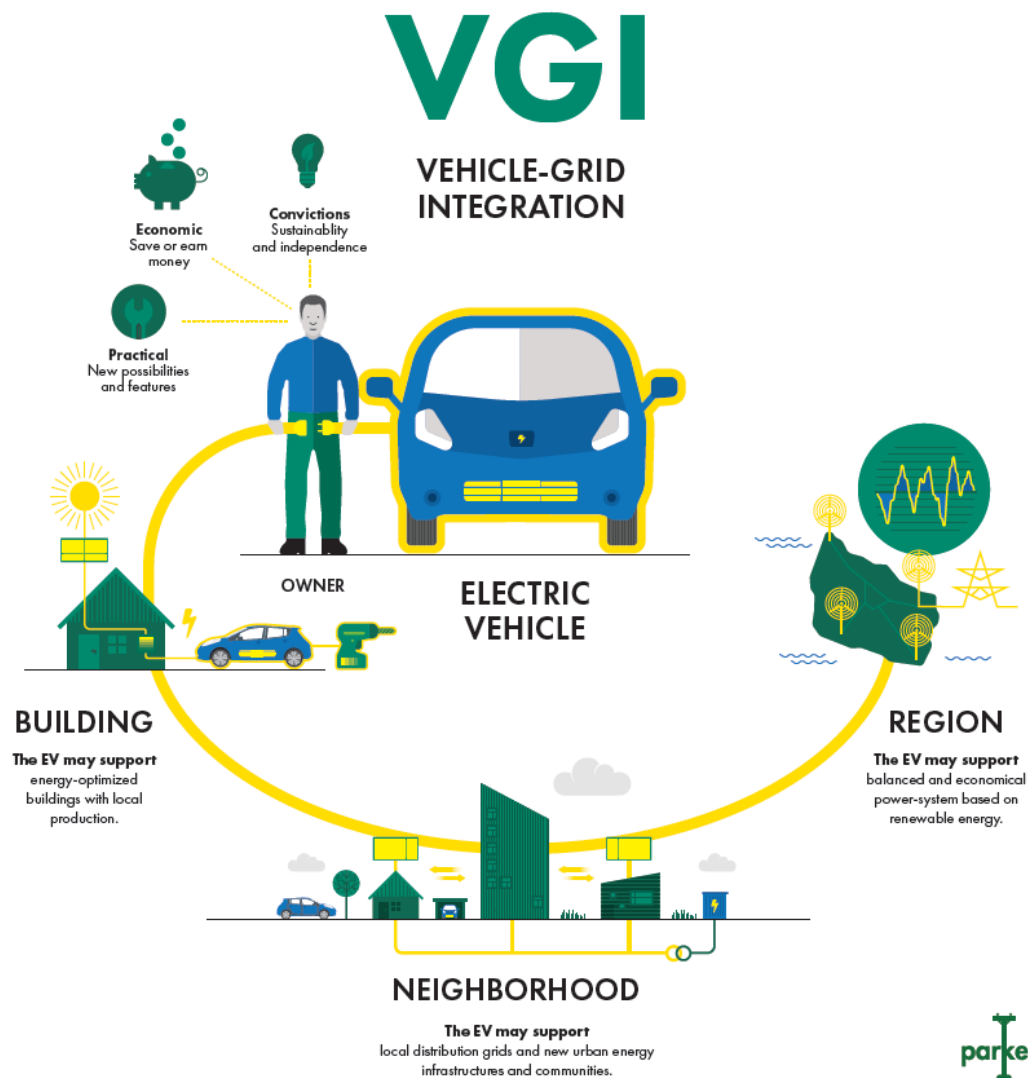 VGI
VEHICLE-GRID
INTEGRATION
Economic
Save or earn
money
Convictions
Sustainablity
and independence
Practical
New possibilities
and features
OWNER
ELECTRIC
VEHICLE
BUILDING
The EV may support
energy-optimized
buildings with local
production.
REGION
The EV may support
balanced and economical
power-system based on
renewable energy.
NEIGHBORHOOD
The EV may support
local distribution grids and new urban energy
infrastructures and communities.
parker